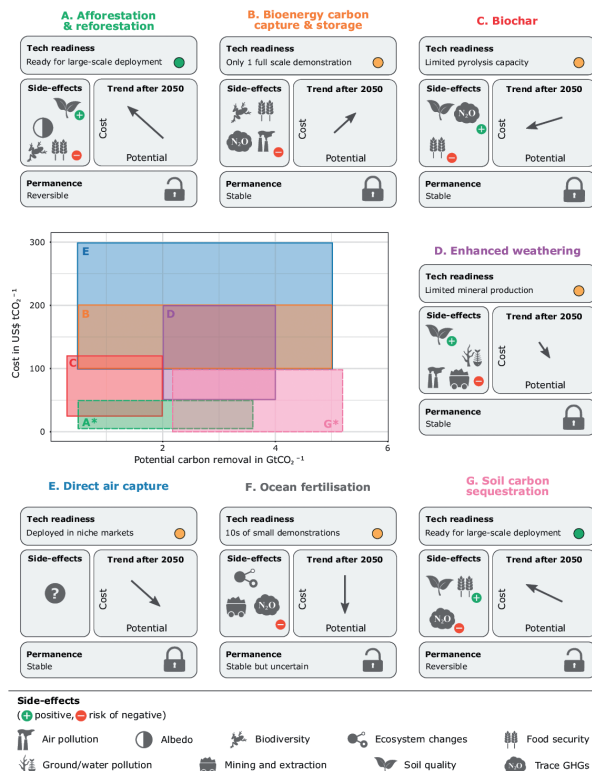 A. Afforestation
& reforestation
Tech readiness
Ready for large-scale deployment
Side-effects
Trend after 2050
Cost
Potential
Permanence
Reversible
B. Bioenergy carbon
capture & storage
Tech readiness
Only 1 full scale demonstration
Side-effects
Trend after 2050
N₂O
Cost
Potential
Permanence
Stable
C. Biochar
Tech readiness
Limited pyrolysis capacity
Side-effects
Trend after 2050
N₂O
Cost
Potential
Permanence
Stable
Cost in US$ tCO₂⁻¹
300
200
100
0
E
B
D
C
A*
G*
2
4
6
Potential carbon removal in GtCO₂⁻¹
D. Enhanced weathering
Tech readiness
Limited mineral production
Side-effects
Trend after 2050
Cost
Potential
Permanence
Stable
E. Direct air capture
Tech readiness
Deployed in niche markets
Side-effects
Trend after 2050
?
Cost
Potential
Permanence
Stable
F. Ocean fertilisation
Tech readiness
10s of small demonstrations
Side-effects
Trend after 2050
N₂O
Cost
Potential
Permanence
Stable but uncertain
G. Soil carbon
sequestration
Tech readiness
Ready for large-scale deployment
Side-effects
Trend after 2050
N₂O
Cost
Potential
Permanence
Reversible
Side-effects
(+ positive, − risk of negative)
Air pollution
Albedo
Biodiversity
Ecosystem changes
Food security
Ground/water pollution
Mining and extraction
Soil quality
N₂O
Trace GHGs